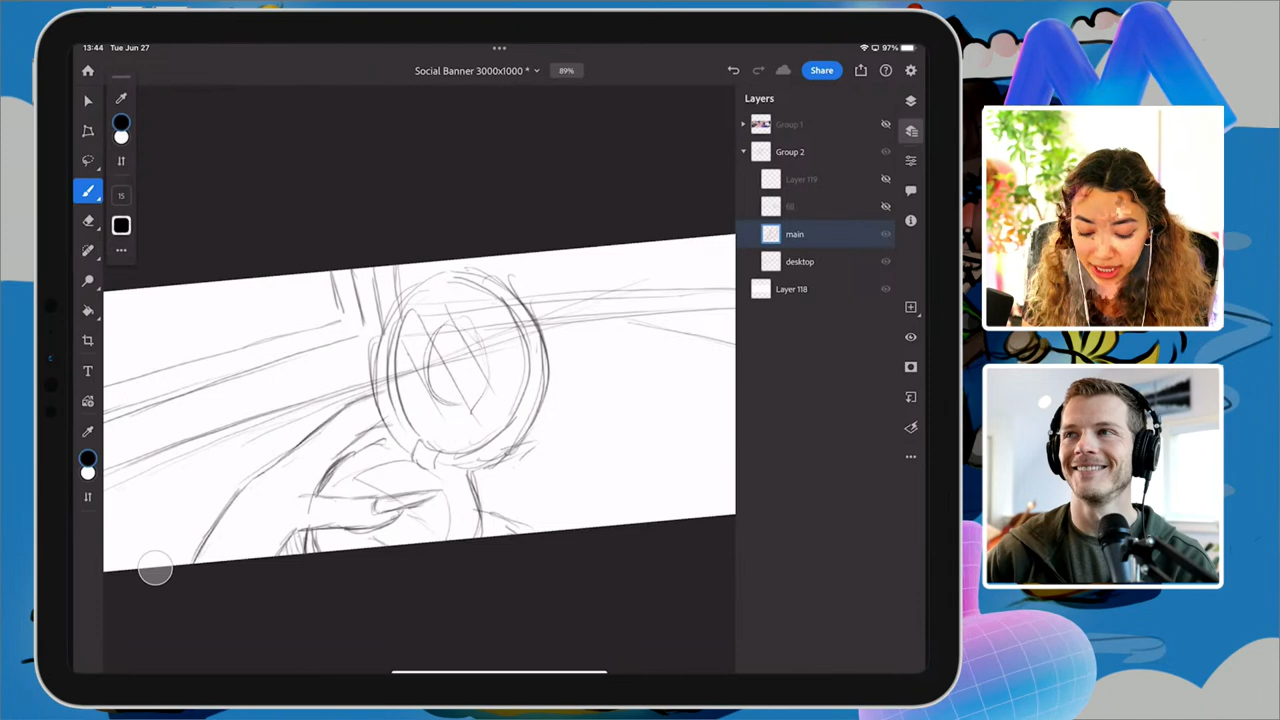 13:44 Tue Jun 27
97%
Social Banner 3000x1000 *
89%
Share
Layers
Group 1
Group 2
Layer 119
main
desktop
Layer 118
15